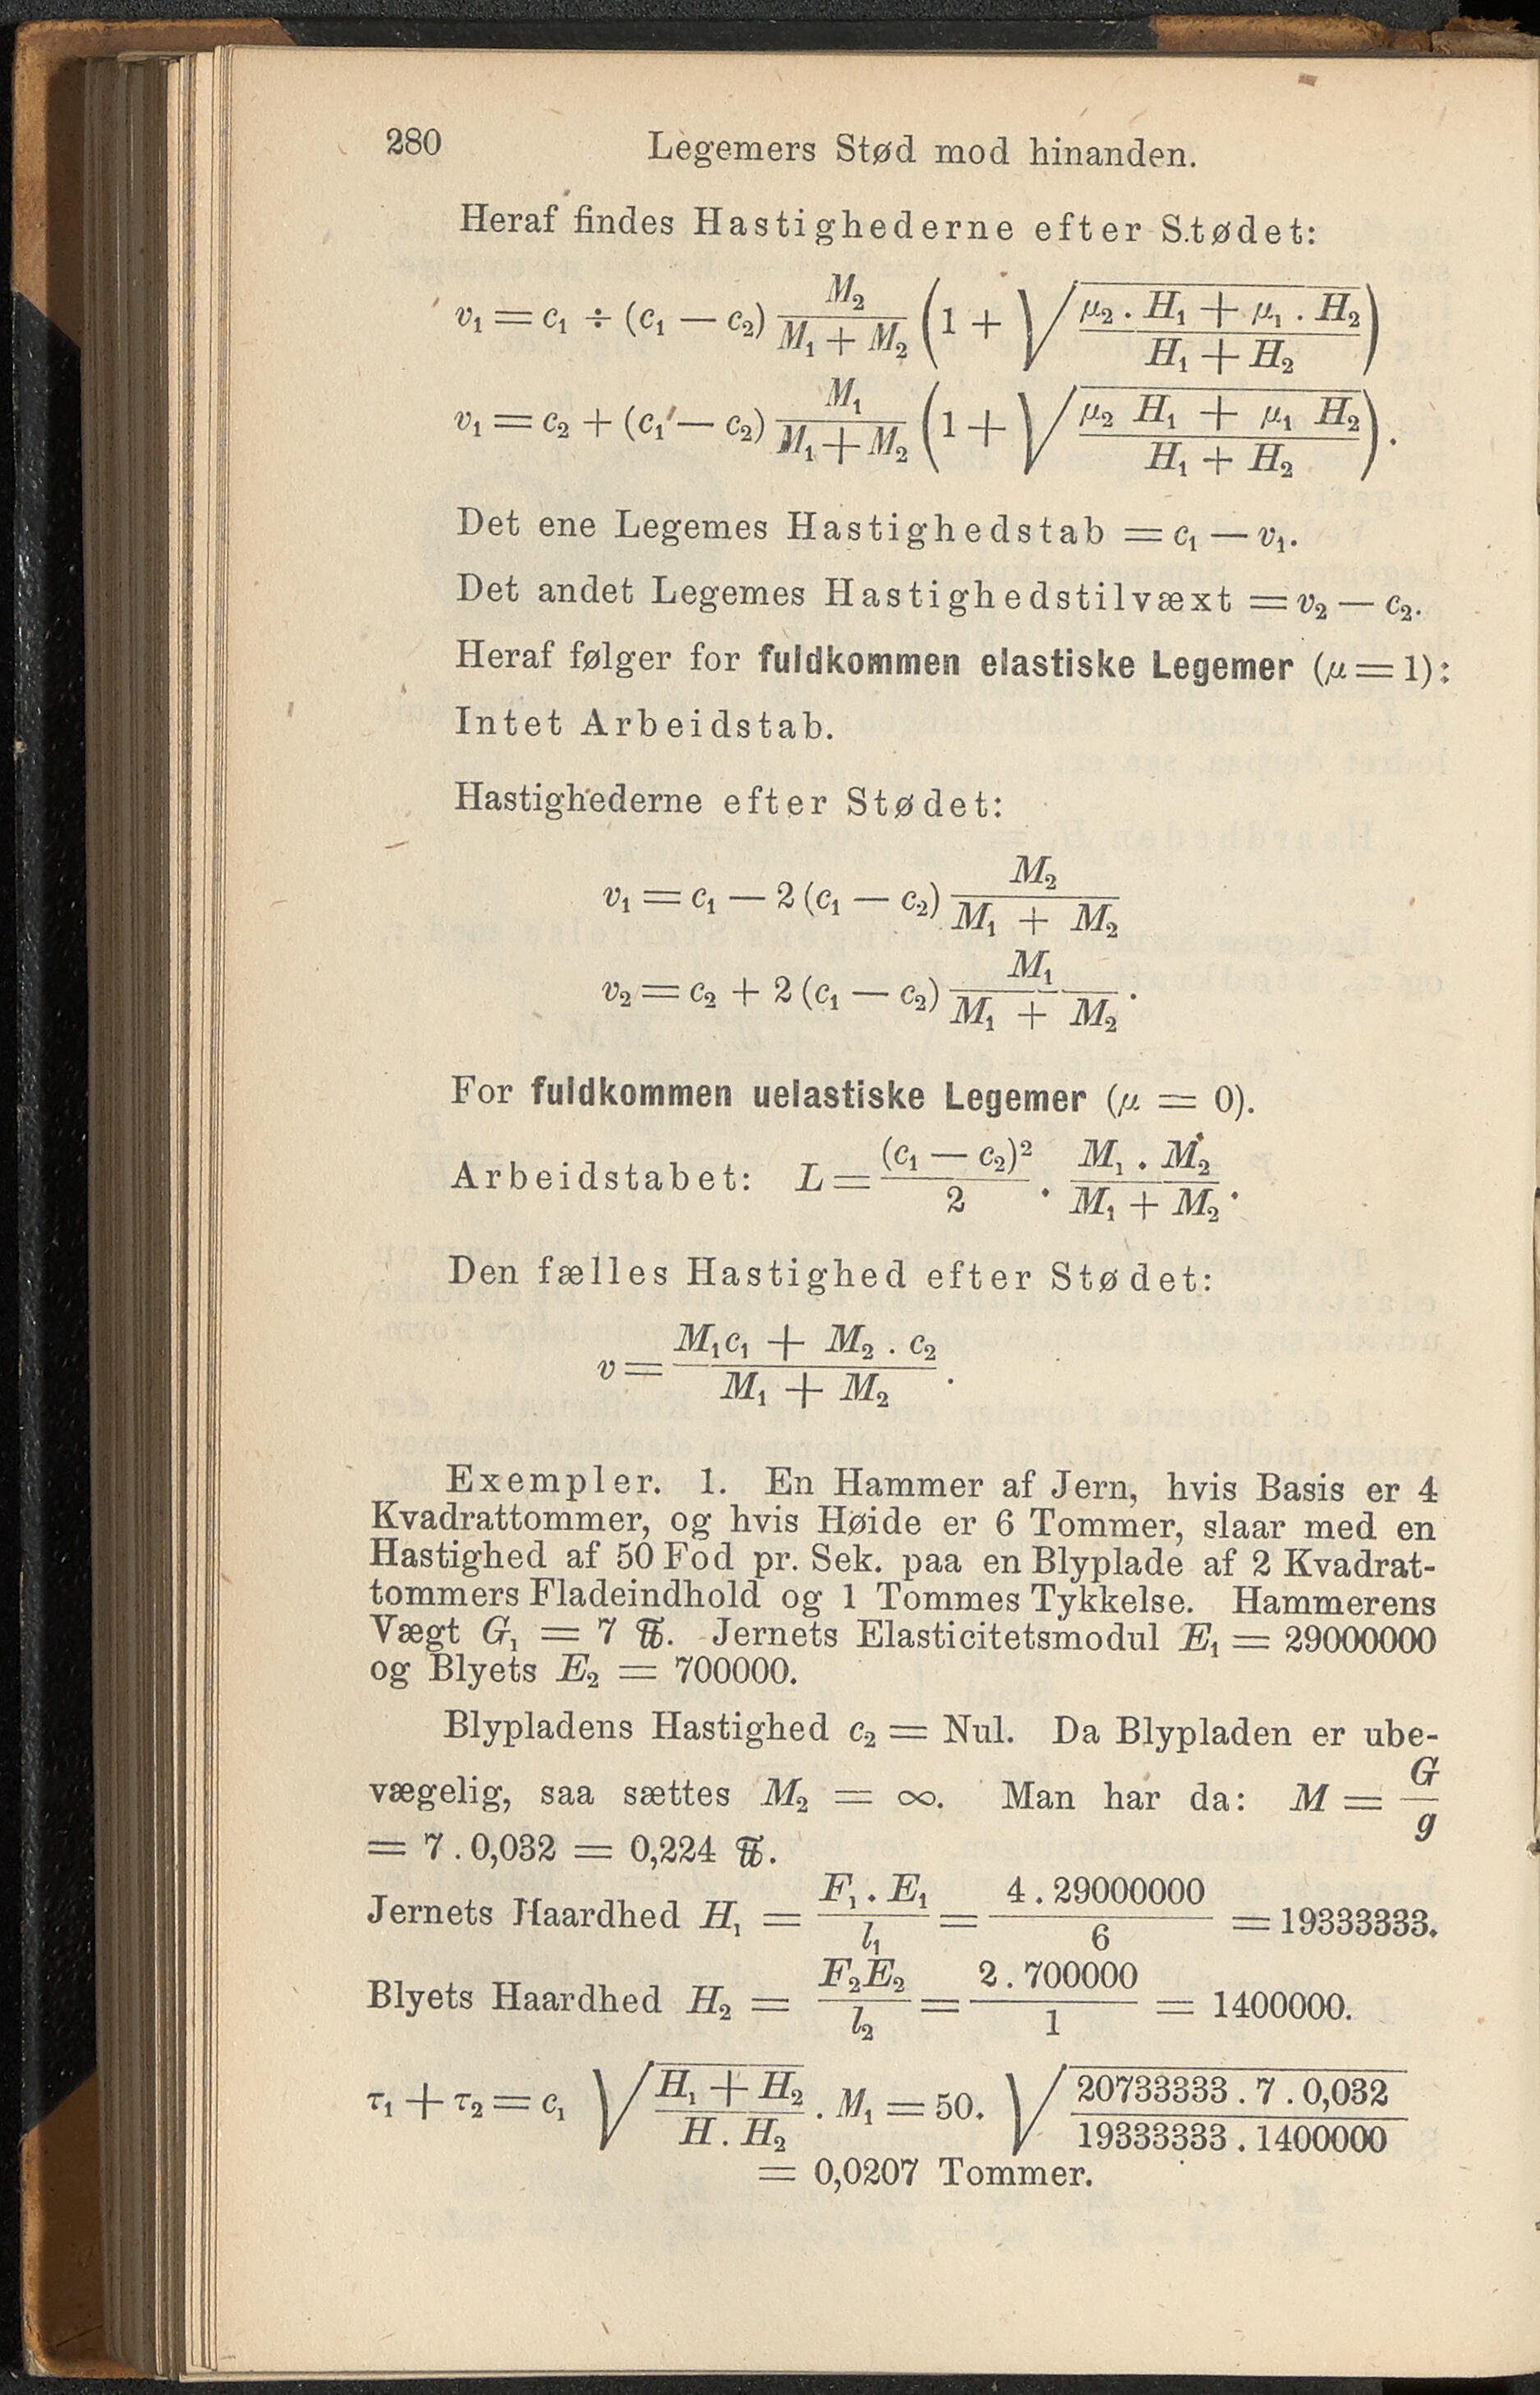 280 Legemers Stød mod hinanden.
Heraf findes Hastighederne efter Stødet:
v₁ = c₁ ÷ (c₁ — c₂) M₂ / (M₁ + M₂) (1 + √((μ₂ . H₁ + μ₁ . H₂) / (H₁ + H₂)))
v₁ = c₂ + (c₁ — c₂) M₁ / (M₁ + M₂) (1 + √((μ₂ H₁ + μ₁ H₂) / (H₁ + H₂))).
Det ene Legemes Hastighedstab = c₁ — v₁.
Det andet Legemes Hastighedstilvæxt = v₂ — c₂.
Heraf følger for fuldkommen elastiske Legemer (μ = 1):
Intet Arbeidstab.
Hastighederne efter Stødet:
v₁ = c₁ — 2 (c₁ — c₂) M₂ / (M₁ + M₂)
v₂ = c₂ + 2 (c₁ — c₂) M₁ / (M₁ + M₂).
For fuldkommen uelastiske Legemer (μ = 0).
Arbeidstabet: L = (c₁ — c₂)² / 2 . M₁ . M₂ / (M₁ + M₂).
Den fælles Hastighed efter Stødet:
v = (M₁c₁ + M₂ . c₂) / (M₁ + M₂).
Exempler. 1. En Hammer af Jern, hvis Basis er 4
Kvadrattommer, og hvis Høide er 6 Tommer, slaar med en
Hastighed af 50 Fod pr. Sek. paa en Blyplade af 2 Kvadrat-
tommers Fladeindhold og 1 Tommes Tykkelse. Hammerens
Vægt G₁ = 7 ℔. Jernets Elasticitetsmodul E₁ = 29000000
og Blyets E₂ = 700000.
Blypladens Hastighed c₂ = Nul. Da Blypladen er ube-
vægelig, saa sættes M₂ = ∞. Man har da: M = G / g
= 7 . 0,032 = 0,224 ℔.
Jernets Haardhed H₁ = F₁ . E₁ / l₁ = 4 . 29000000 / 6 = 19333333.
Blyets Haardhed H₂ = F₂E₂ / l₂ = 2 . 700000 / 1 = 1400000.
τ₁ + τ₂ = c₁ √((H₁ + H₂) / (H . H₂) . M₁ = 50. √((20733333 . 7 . 0,032) / (19333333 . 1400000))
= 0,0207 Tommer.